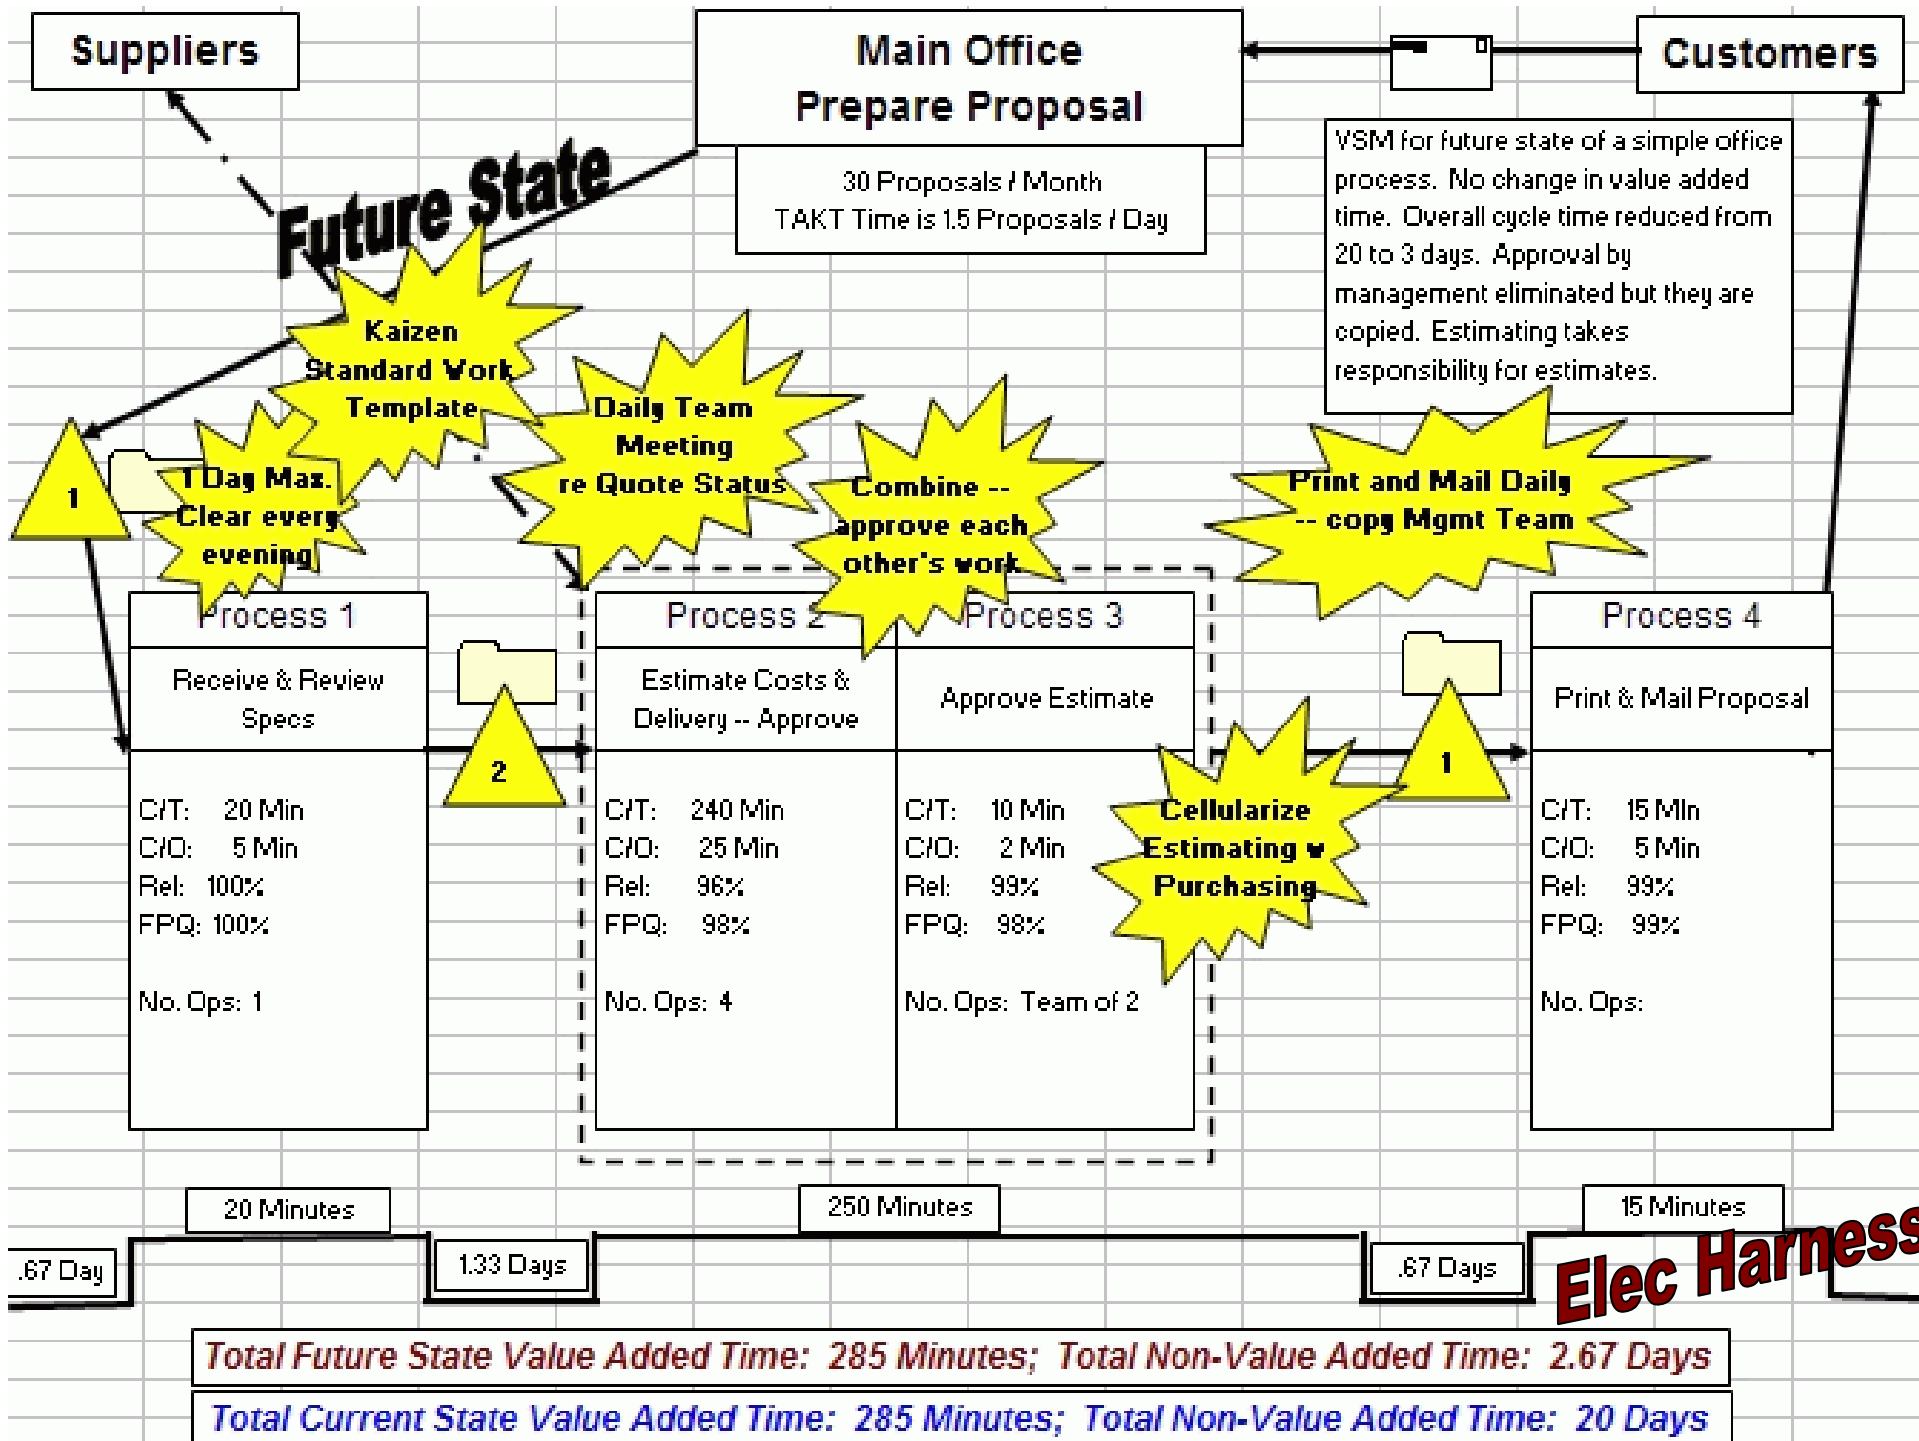 Suppliers
Main Office
Prepare Proposal
Customers
30 Proposals / Month
TAKT Time is 1.5 Proposals / Day
VSM for future state of a simple office
process. No change in value added
time. Overall cycle time reduced from
20 to 3 days. Approval by
management eliminated but they are
copied. Estimating takes
responsibility for estimates.
Future State
Kaizen
Standard Work
Template
Daily Team
Meeting
re Quote Status
Combine --
approve each
other's work
Print and Mail Daily
-- copy Mgmt Team
1
1 Day Max.
Clear every
evening
Process 1
Receive & Review
Specs
C/T: 20 Min
C/O: 5 Min
Rel: 100%
FPQ: 100%
No. Ops: 1
2
Process 2
Estimate Costs &
Delivery -- Approve
C/T: 240 Min
C/O: 25 Min
Rel: 96%
FPQ: 98%
No. Ops: 4
Process 3
Approve Estimate
C/T: 10 Min
C/O: 2 Min
Rel: 99%
FPQ: 98%
No. Ops: Team of 2
Cellularize
Estimating w
Purchasing
1
Process 4
Print & Mail Proposal
C/T: 15 MIn
C/O: 5 Min
Rel: 99%
FPQ: 99%
No. Ops:
20 Minutes
250 Minutes
15 Minutes
.67 Day
1.33 Days
.67 Days
Elec Harness
Total Future State Value Added Time: 285 Minutes; Total Non-Value Added Time: 2.67 Days
Total Current State Value Added Time: 285 Minutes; Total Non-Value Added Time: 20 Days